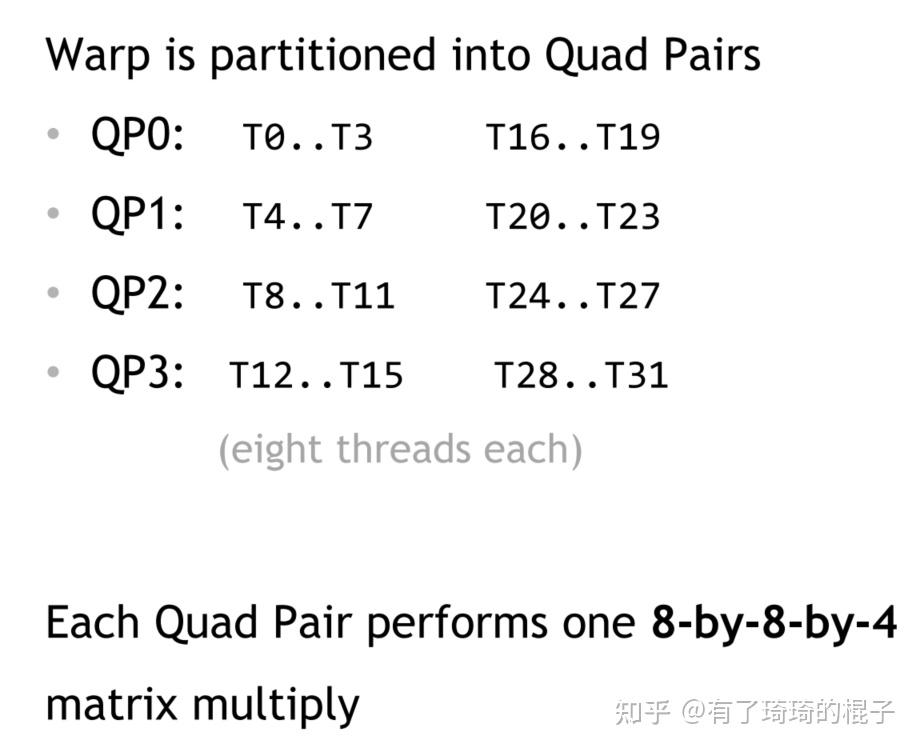 Warp is partitioned into Quad Pairs
• QP0: T0..T3 T16..T19
• QP1: T4..T7 T20..T23
• QP2: T8..T11 T24..T27
• QP3: T12..T15 T28..T31
(eight threads each)
Each Quad Pair performs one 8-by-8-by-4
matrix multiply
知乎 @有了琦琦的棍子